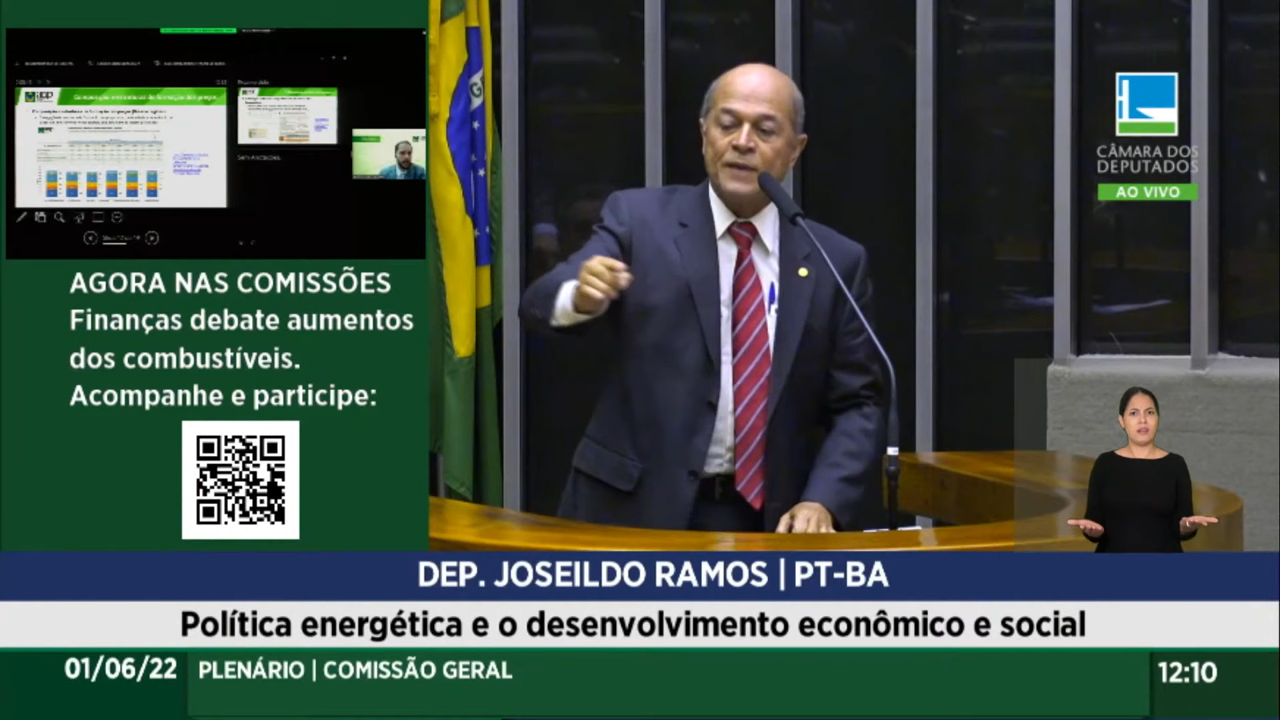 AGORA NAS COMISSÕES
Finanças debate aumentos
dos combustíveis.
Acompanhe e participe:
CÂMARA DOS
DEPUTADOS
AO VIVO
DEP. JOSEILDO RAMOS | PT-BA
Política energética e o desenvolvimento econômico e social
01/06/22
PLENÁRIO | COMISSÃO GERAL
12:10